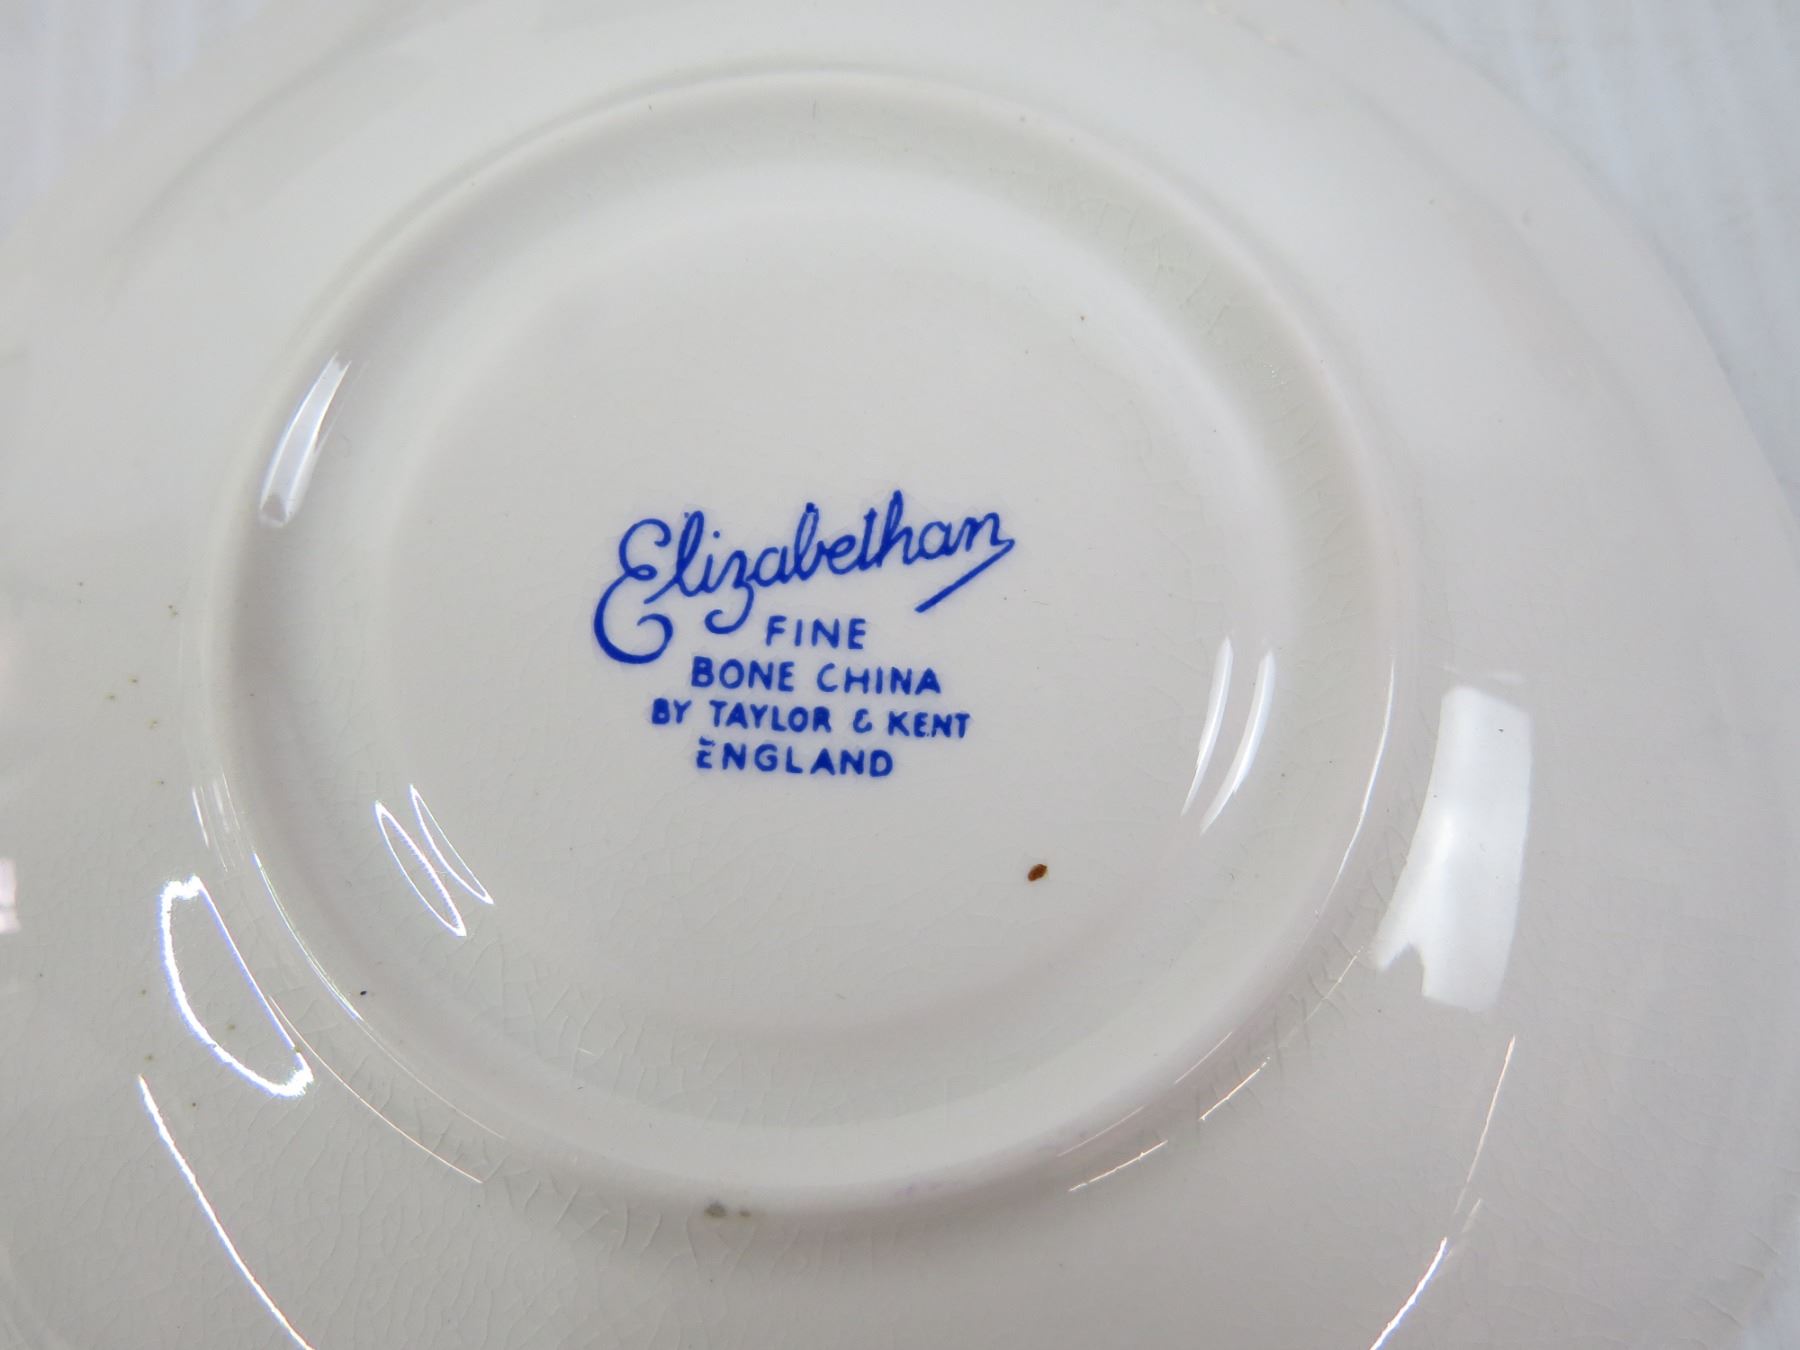 Elizabethan
FINE
BONE CHINA
BY TAYLOR & KENT
ENGLAND